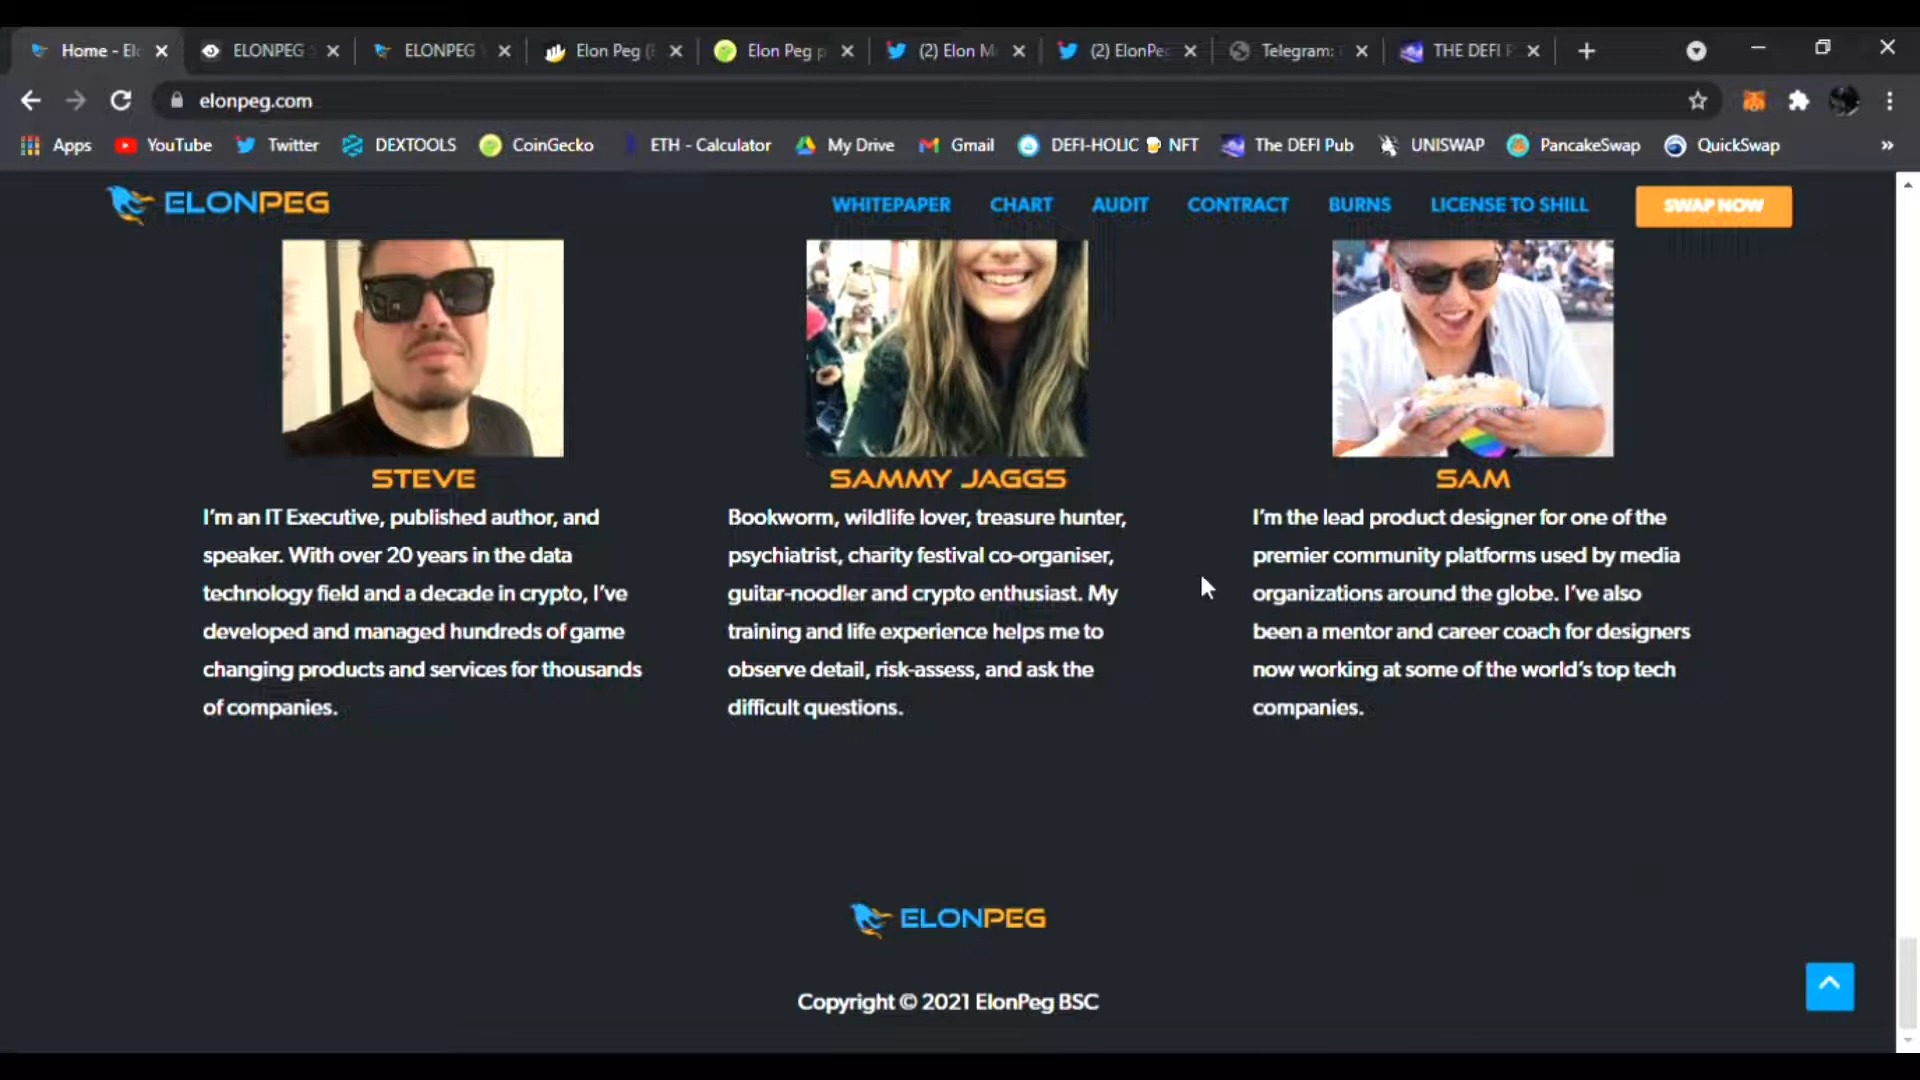 Home - El
ELONPEG
ELONPEG
Elon Peg (
Elon Peg p
(2) Elon M
(2) ElonPe
Telegram:
THE DEFI
elonpeg.com
Apps
YouTube
Twitter
DEXTOOLS
CoinGecko
ETH - Calculator
My Drive
Gmail
DEFI-HOLIC 🍺 NFT
The DEFI Pub
UNISWAP
PancakeSwap
QuickSwap
»
ELONPEG
WHITEPAPER
CHART
AUDIT
CONTRACT
BURNS
LICENSE TO SHILL
SWAP NOW
STEVE
I'm an IT Executive, published author, and
speaker. With over 20 years in the data
technology field and a decade in crypto, I've
developed and managed hundreds of game
changing products and services for thousands
of companies.
SAMMY JAGGS
Bookworm, wildlife lover, treasure hunter,
psychiatrist, charity festival co-organiser,
guitar-noodler and crypto enthusiast. My
training and life experience helps me to
observe detail, risk-assess, and ask the
difficult questions.
SAM
I'm the lead product designer for one of the
premier community platforms used by media
organizations around the globe. I've also
been a mentor and career coach for designers
now working at some of the world's top tech
companies.
ELONPEG
Copyright © 2021 ElonPeg BSC